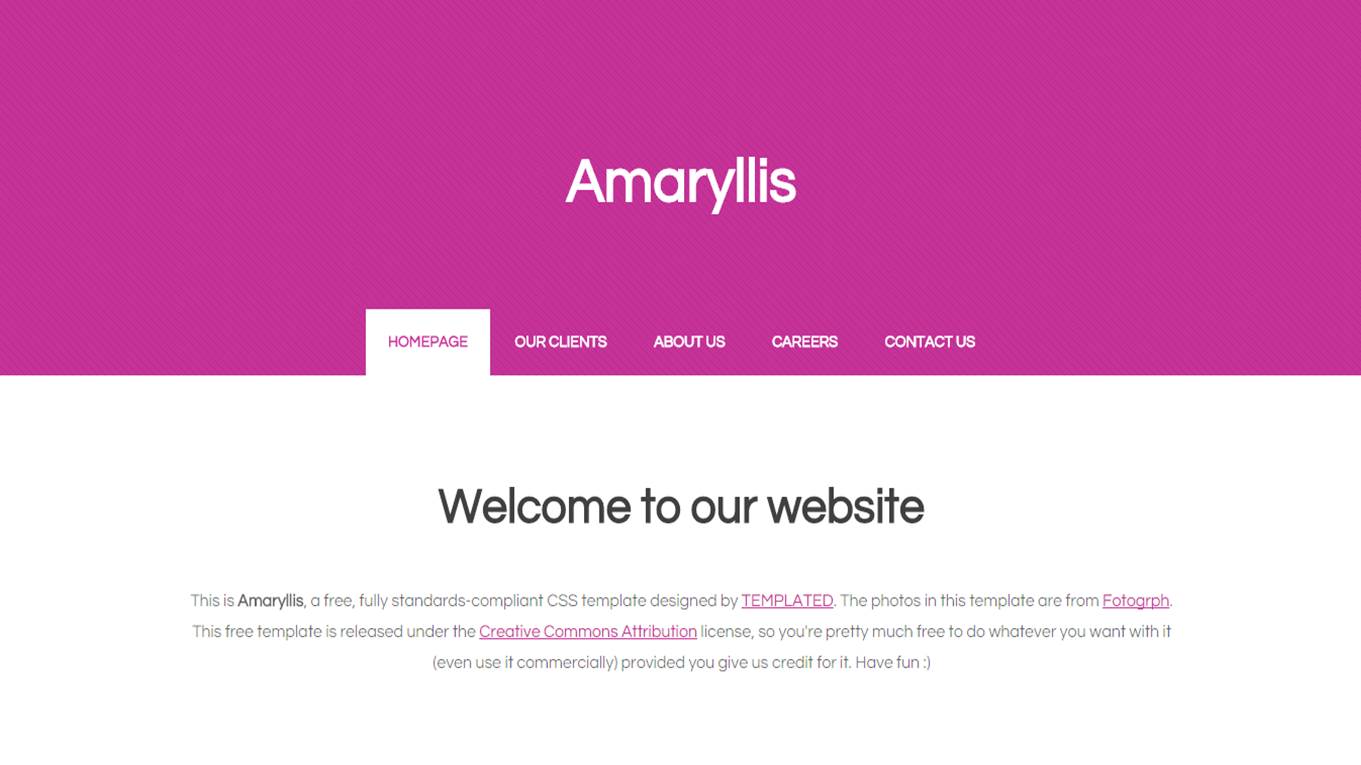 Amaryllis
HOMEPAGE OUR CLIENTS ABOUT US CAREERS CONTACT US
Welcome to our website
This is Amaryllis, a free, fully standards-compliant CSS template designed by TEMPLATED. The photos in this template are from Fotogrph.
This free template is released under the Creative Commons Attribution license, so you're pretty much free to do whatever you want with it
(even use it commercially) provided you give us credit for it. Have fun :)